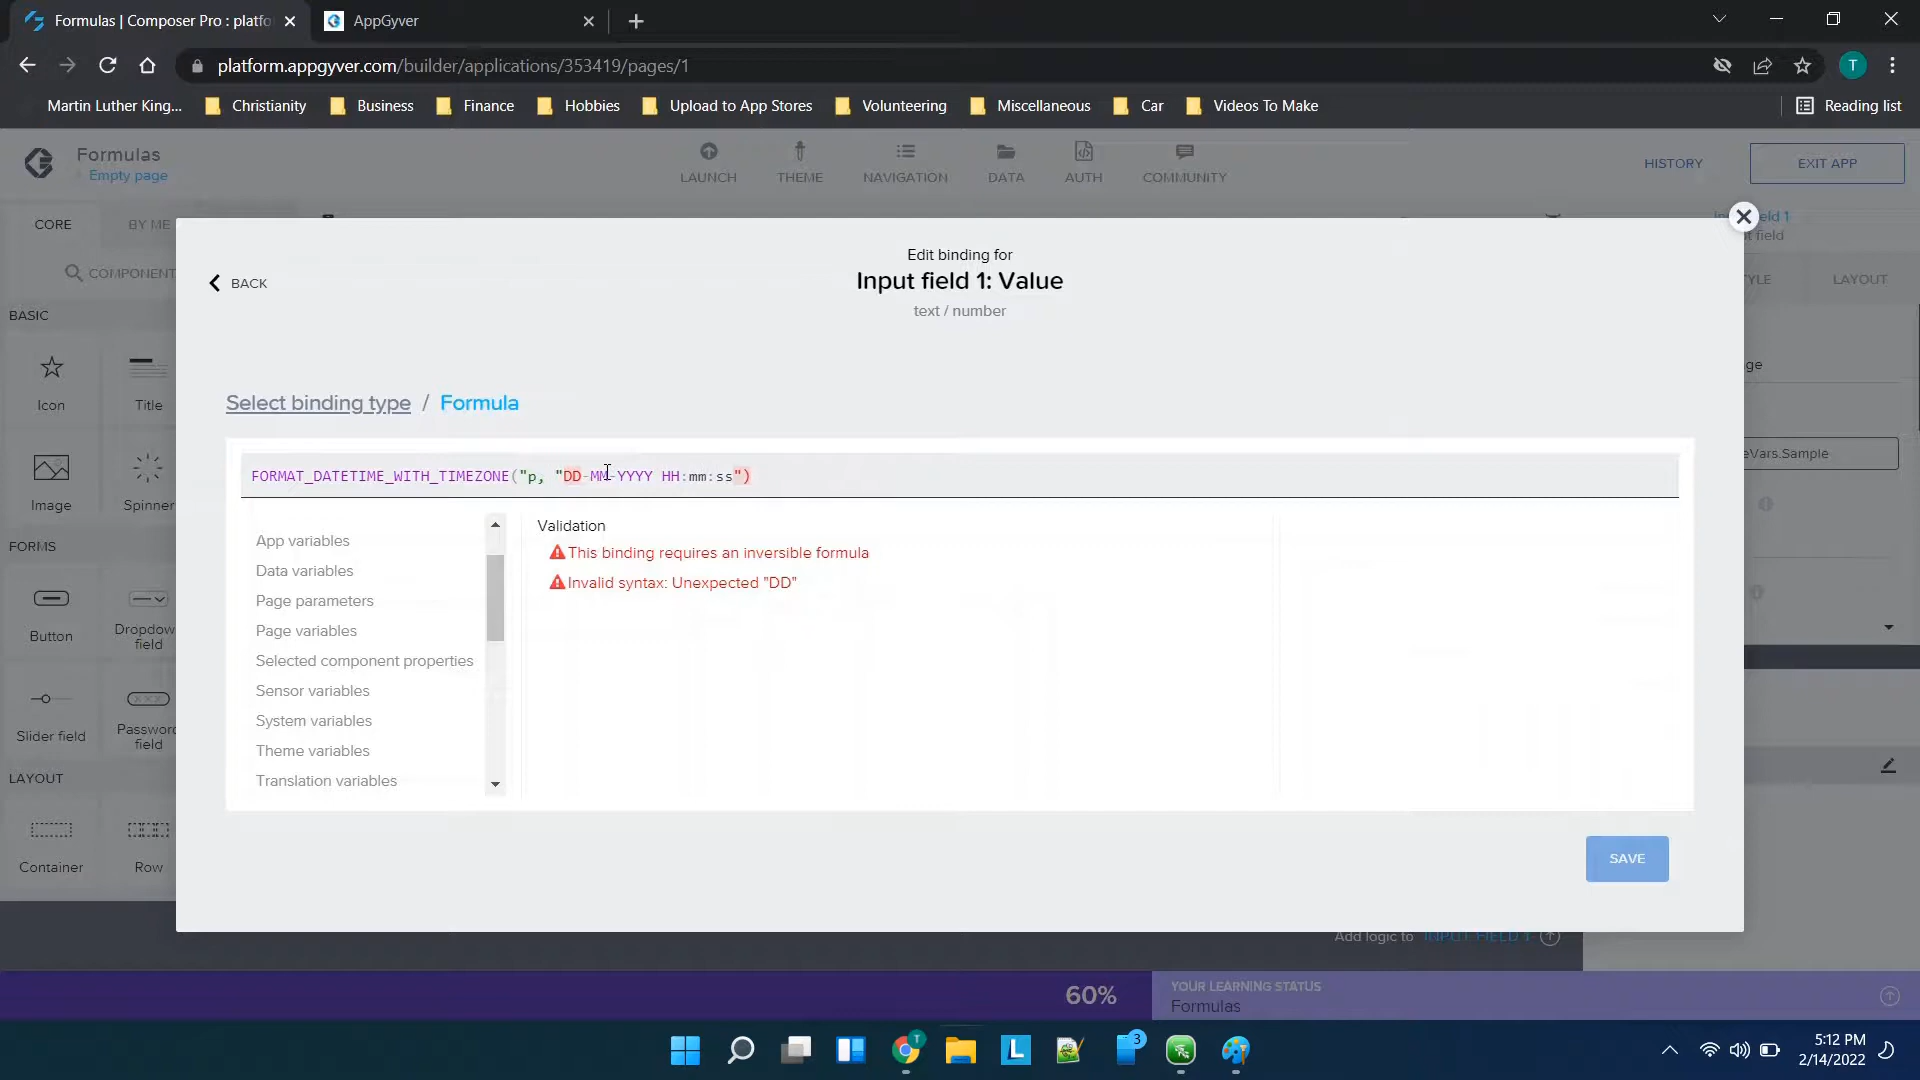 Formulas | Composer Pro : platfo
AppGyver
platform.appgyver.com/builder/applications/353419/pages/1
T
Martin Luther King...
Christianity
Business
Finance
Hobbies
Upload to App Stores
Volunteering
Miscellaneous
Car
Videos To Make
Reading list
Formulas
Empty page
LAUNCH
THEME
NAVIGATION
DATA
AUTH
COMMUNITY
HISTORY
EXIT APP
CORE
BY ME
COMPONENT
BASIC
Icon
Title
Image
Spinner
FORMS
Button
Dropdow
field
Slider field
Passwor
field
LAYOUT
Container
Row
LAYOUT
eVars.Sample
Edit binding for
Input field 1: Value
text / number
BACK
Select binding type / Formula
FORMAT_DATETIME_WITH_TIMEZONE("p, "DD-MM-YYYY HH:mm:ss")
App variables
Data variables
Page parameters
Page variables
Selected component properties
Sensor variables
System variables
Theme variables
Translation variables
Validation
This binding requires an inversible formula
Invalid syntax: Unexpected "DD"
SAVE
Add logic to INPUT FIELD 1
60%
YOUR LEARNING STATUS
Formulas
T
L
3
5:12 PM
2/14/2022